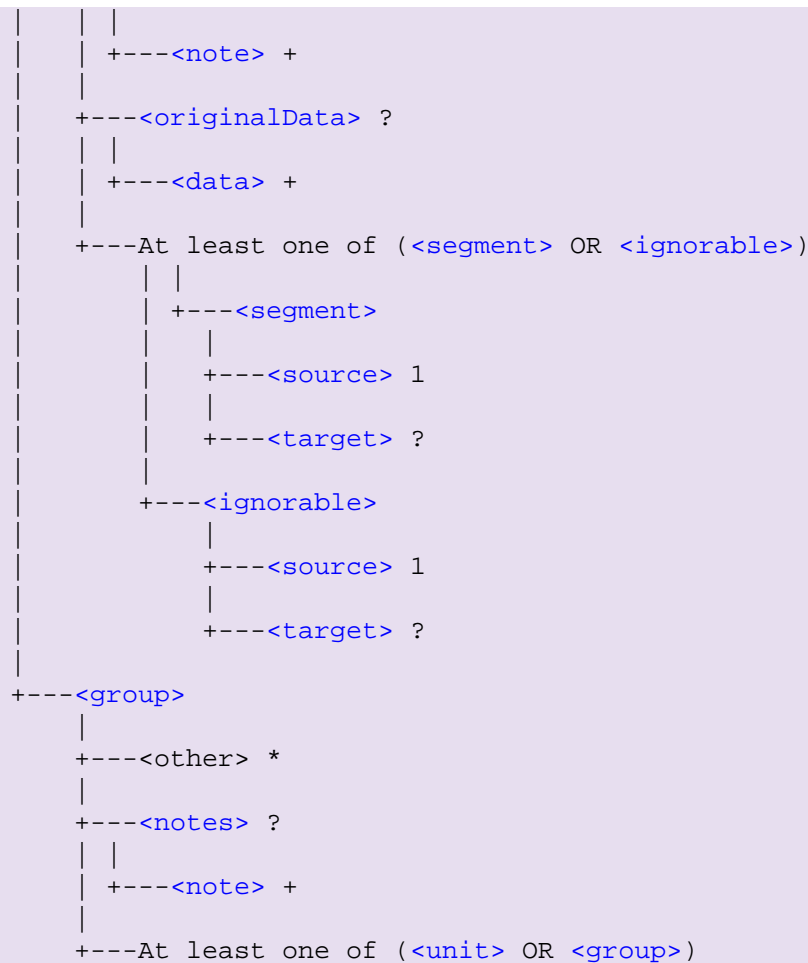 |    | |
|    | +---<note> +
|    |
|    +---<originalData> ?
|    | |
|    | +---<data> +
|    |
|    +---At least one of (<segment> OR <ignorable>)
|        | |
|        | +---<segment>
|        |   |
|        |   +---<source> 1
|        |   |
|        |   +---<target> ?
|        |
|        +---<ignorable>
|            |
|            +---<source> 1
|            |
|            +---<target> ?
|
+---<group>
    |
    +---<other> *
    |
    +---<notes> ?
    | |
    | +---<note> +
    |
    +---At least one of (<unit> OR <group>)